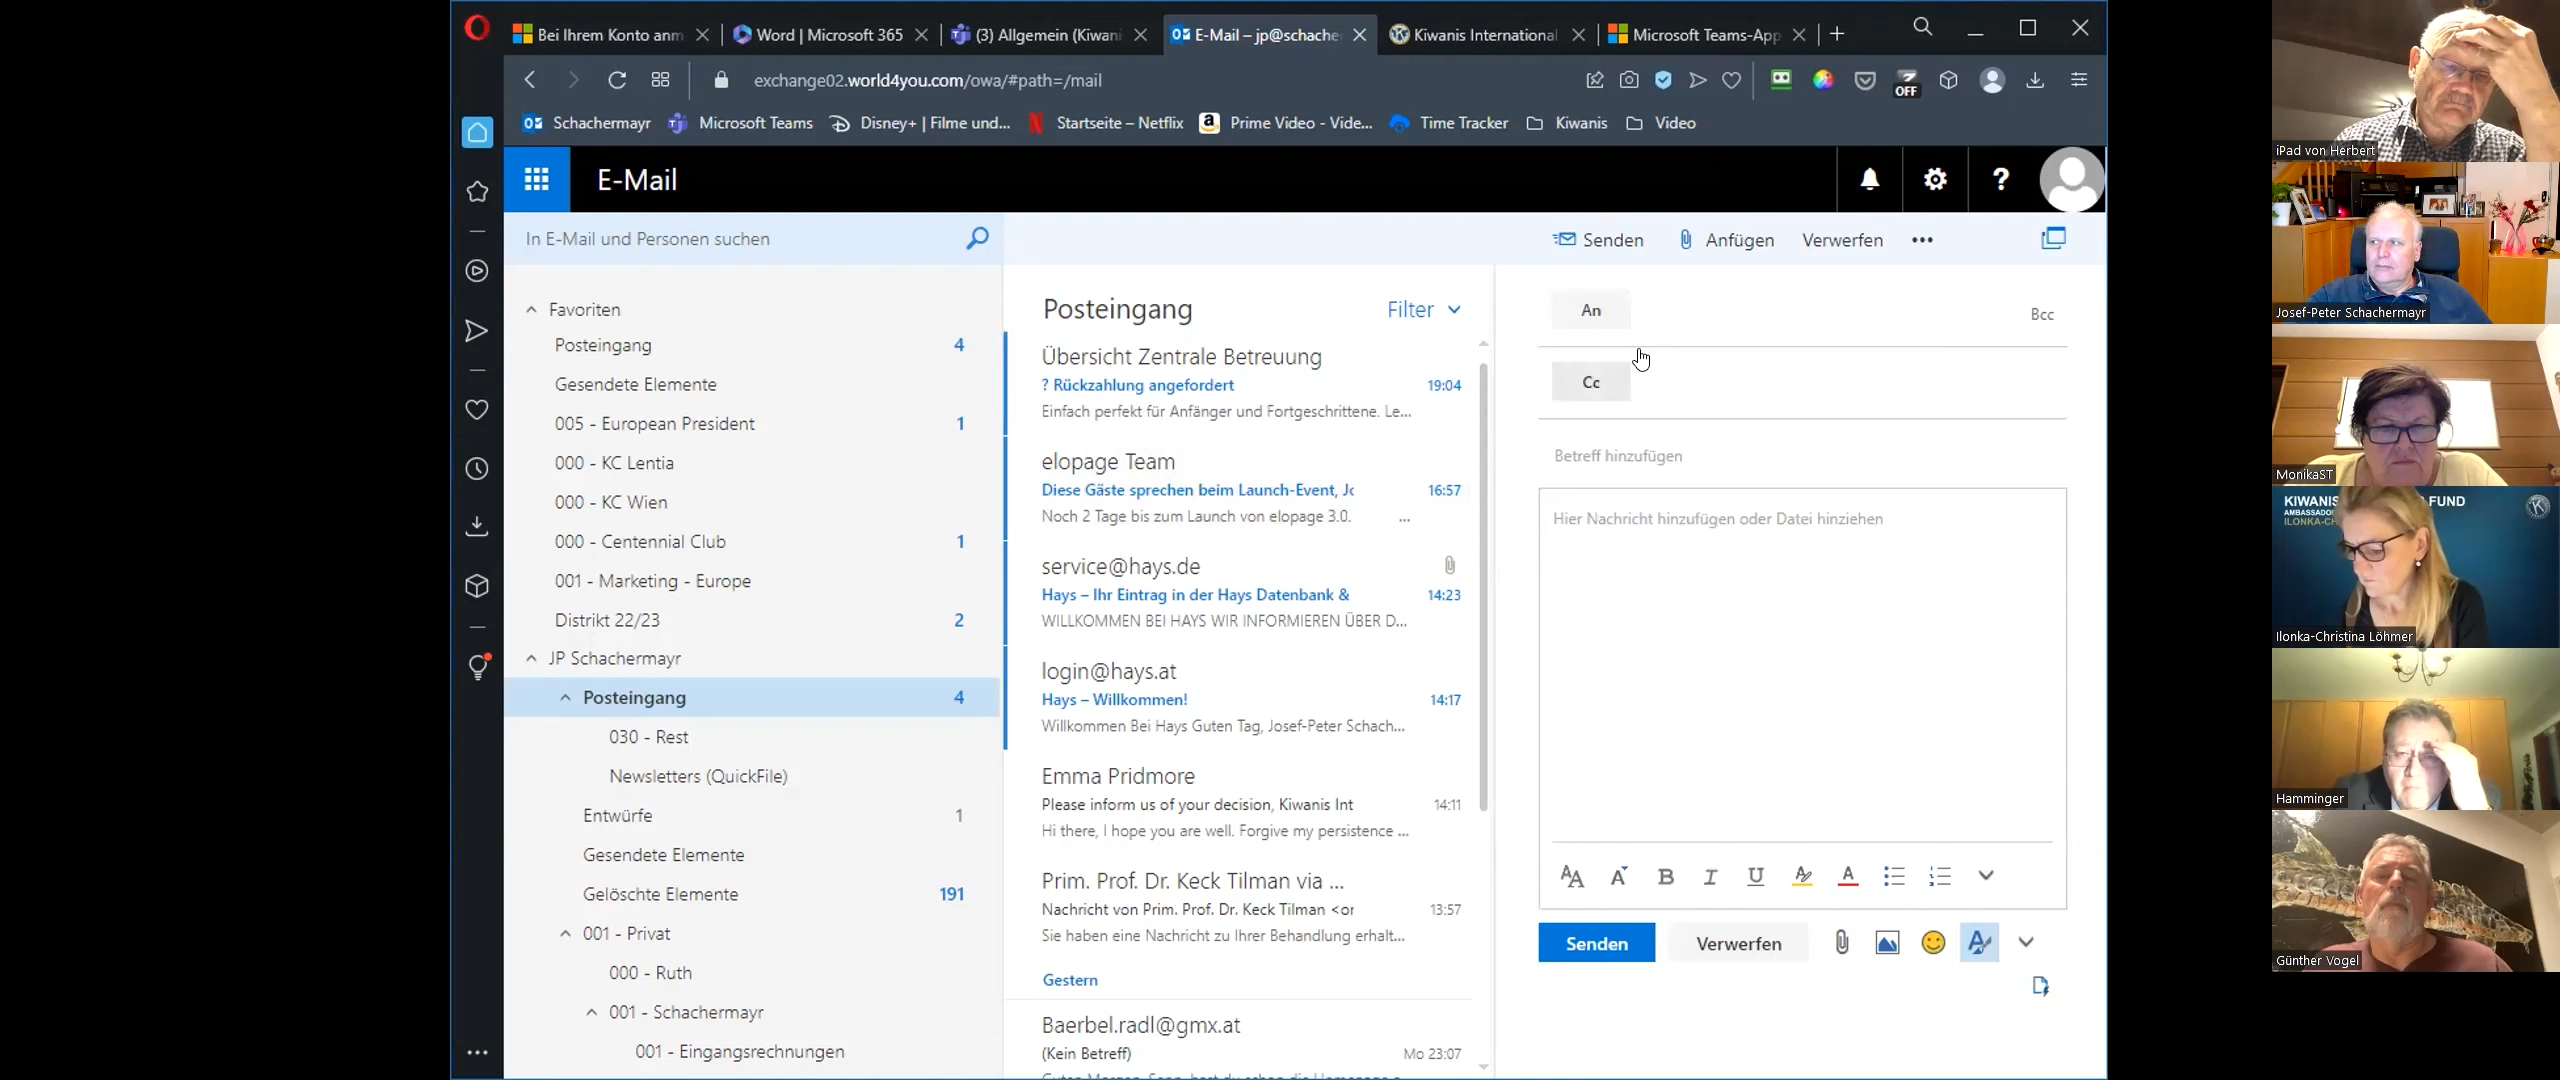 Bei Ihrem Konto anm
Word | Microsoft 365
(3) Allgemein (Kiwani
E-Mail – jp@schache
Kiwanis International
Microsoft Teams-App
exchange02.world4you.com/owa/#path=/mail
OFF
Schachermayr
Microsoft Teams
Disney+ | Filme und...
Startseite – Netflix
Prime Video - Vide...
Time Tracker
Kiwanis
Video
E-Mail
In E-Mail und Personen suchen
Senden
Anfügen
Verwerfen
Favoriten
Posteingang 4
Gesendete Elemente
005 - European President 1
000 - KC Lentia
000 - KC Wien
000 - Centennial Club 1
001 - Marketing - Europe
Distrikt 22/23 2
JP Schachermayr
Posteingang 4
030 - Rest
Newsletters (QuickFile)
Entwürfe 1
Gesendete Elemente
Gelöschte Elemente 191
001 - Privat
000 - Ruth
001 - Schachermayr
001 - Eingangsrechnungen
Posteingang Filter
Übersicht Zentrale Betreuung
? Rückzahlung angefordert 19:04
Einfach perfekt für Anfänger und Fortgeschrittene. Le...
elopage Team
Diese Gäste sprechen beim Launch-Event, Jo 16:57
Noch 2 Tage bis zum Launch von elopage 3.0. ...
service@hays.de
Hays – Ihr Eintrag in der Hays Datenbank & 14:23
WILLKOMMEN BEI HAYS WIR INFORMIEREN ÜBER D...
login@hays.at
Hays – Willkommen! 14:17
Willkommen Bei Hays Guten Tag, Josef-Peter Schach...
Emma Pridmore
Please inform us of your decision, Kiwanis Int 14:11
Hi there, I hope you are well. Forgive my persistence ...
Prim. Prof. Dr. Keck Tilman via ...
Nachricht von Prim. Prof. Dr. Keck Tilman <or 13:57
Sie haben eine Nachricht zu Ihrer Behandlung erhalt...
Gestern
Baerbel.radl@gmx.at
(Kein Betreff) Mo 23:07
An
Bcc
Cc
Betreff hinzufügen
Hier Nachricht hinzufügen oder Datei hinziehen
Senden
Verwerfen
iPad von Herbert
Josef-Peter Schachermayr
MonikaST
KIWANIS FUND
Ilonka-Christina Löhmer
Hamminger
Günther Vogel